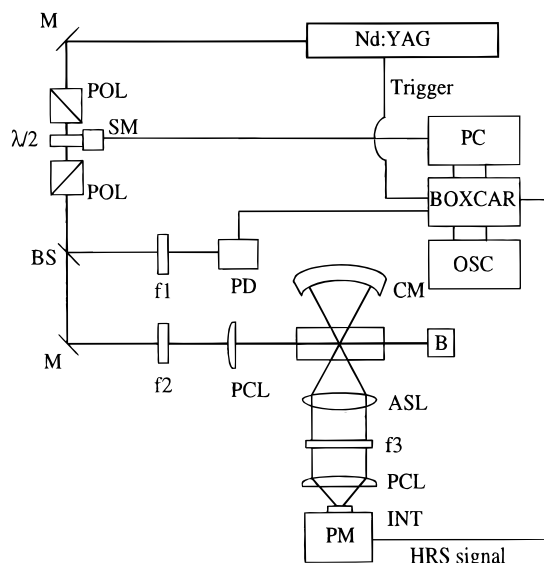 M
Nd:YAG
POL
Trigger
λ/2
SM
PC
POL
BOXCAR
BS
f1
PD
OSC
CM
M
f2
PCL
B
ASL
f3
PCL
INT
PM
HRS signal